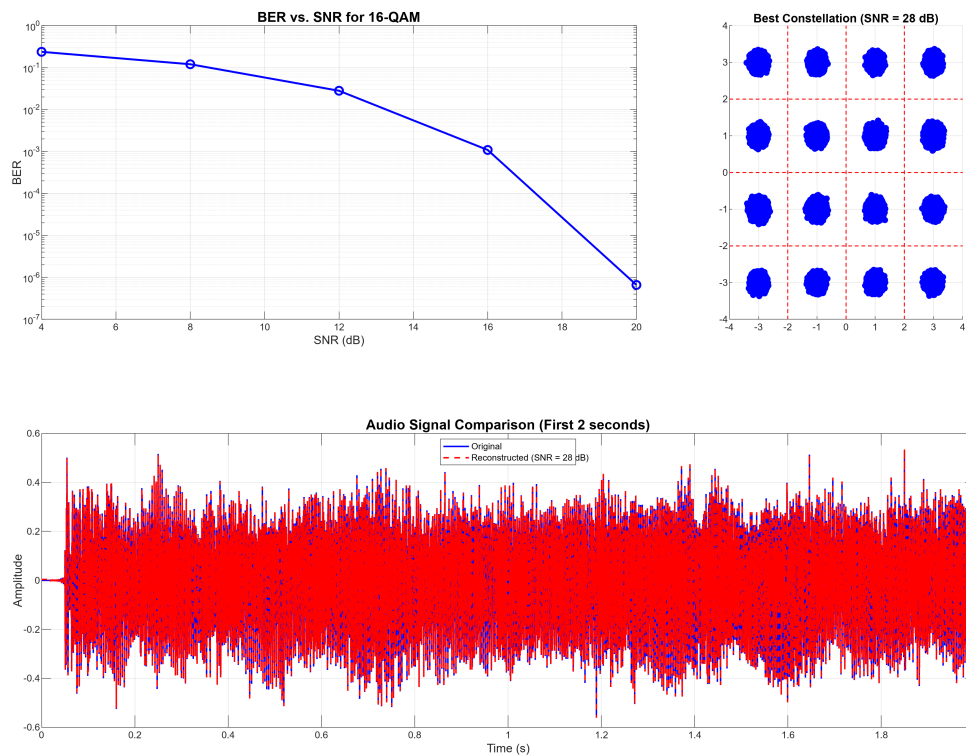 BER vs. SNR for 16-QAM
10^0
10^-1
10^-2
10^-3
10^-4
10^-5
10^-6
10^-7
BER
4 6 8 10 12 14 16 18 20
SNR (dB)
Best Constellation (SNR = 28 dB)
4
3
2
1
0
-1
-2
-3
-4
-4 -3 -2 -1 0 1 2 3 4
Audio Signal Comparison (First 2 seconds)
Original
Reconstructed (SNR = 28 dB)
0.6
0.4
0.2
0
-0.2
-0.4
-0.6
Amplitude
0 0.2 0.4 0.6 0.8 1 1.2 1.4 1.6 1.8
Time (s)